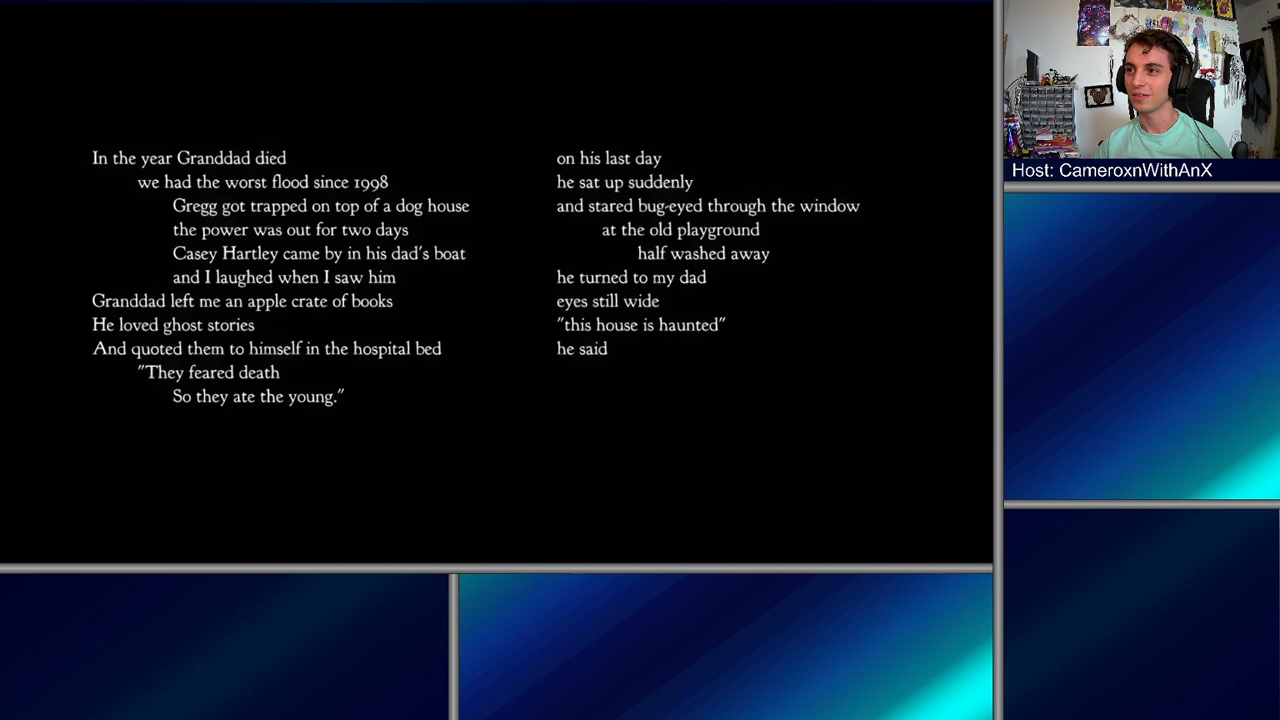 In the year Granddad died
we had the worst flood since 1998
Gregg got trapped on top of a dog house
the power was out for two days
Casey Hartley came by in his dad's boat
and I laughed when I saw him
Granddad left me an apple crate of books
He loved ghost stories
And quoted them to himself in the hospital bed
"They feared death
So they ate the young."
on his last day
he sat up suddenly
and stared bug-eyed through the window
at the old playground
half washed away
he turned to my dad
eyes still wide
"this house is haunted"
he said
Host: CameroxnWithAnX